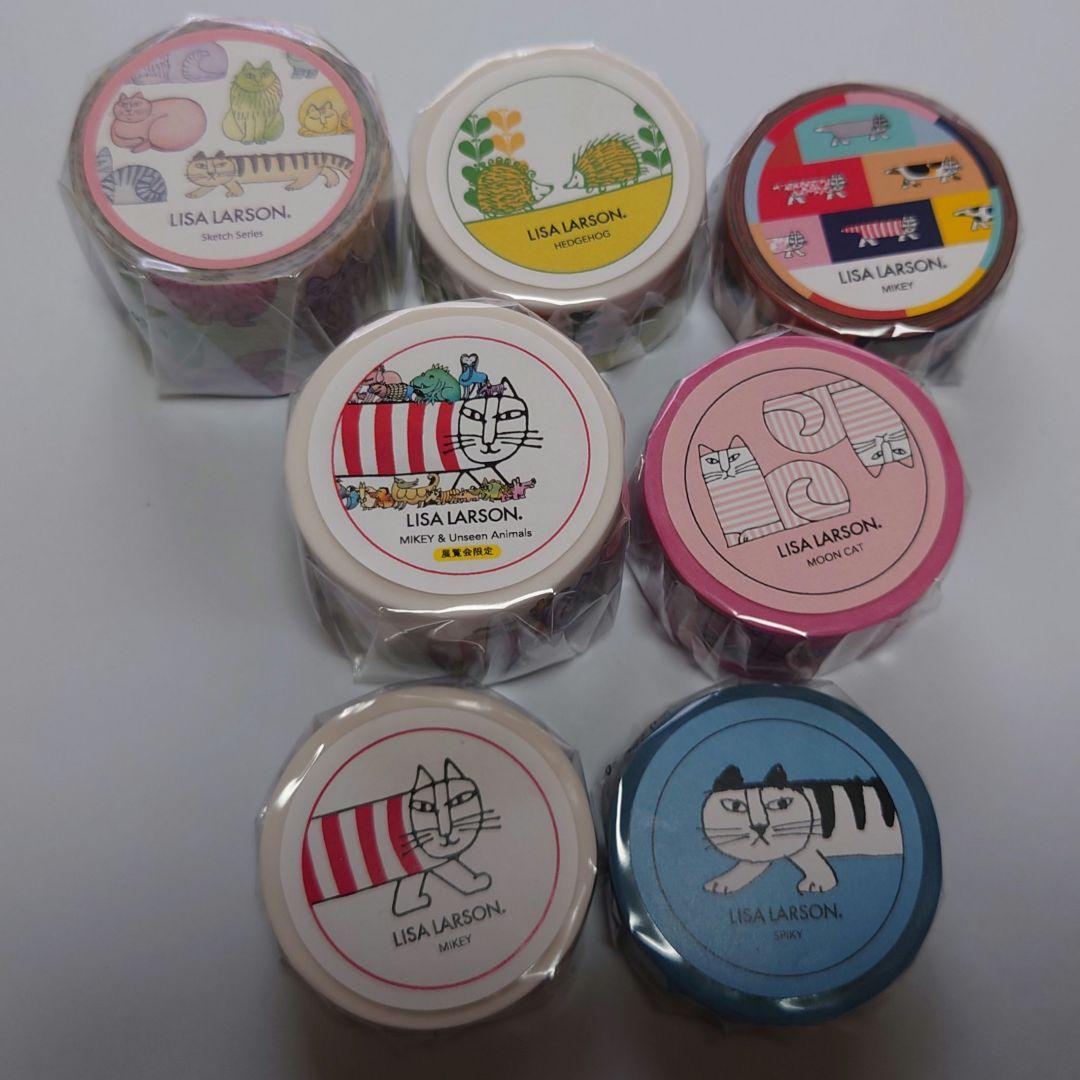 LISA LARSON.
Sketch Series
LISA LARSON.
HEDGEHOG
LISA LARSON.
MIKEY
LISA LARSON.
MIKEY & Unseen Animals
展覧会限定
LISA LARSON.
MOON CAT
LISA LARSON.
MIKEY
LISA LARSON.
SPIKY